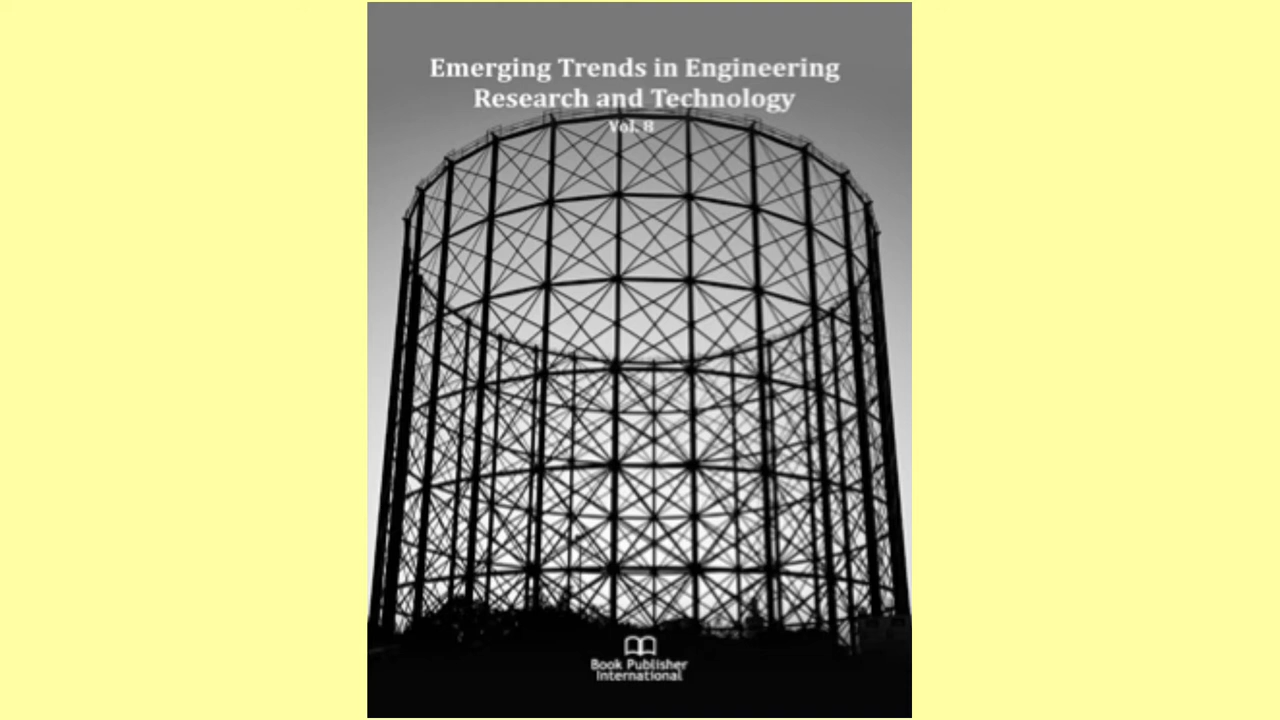 Emerging Trends in Engineering
Research and Technology
Vol. 8
Book Publisher
International